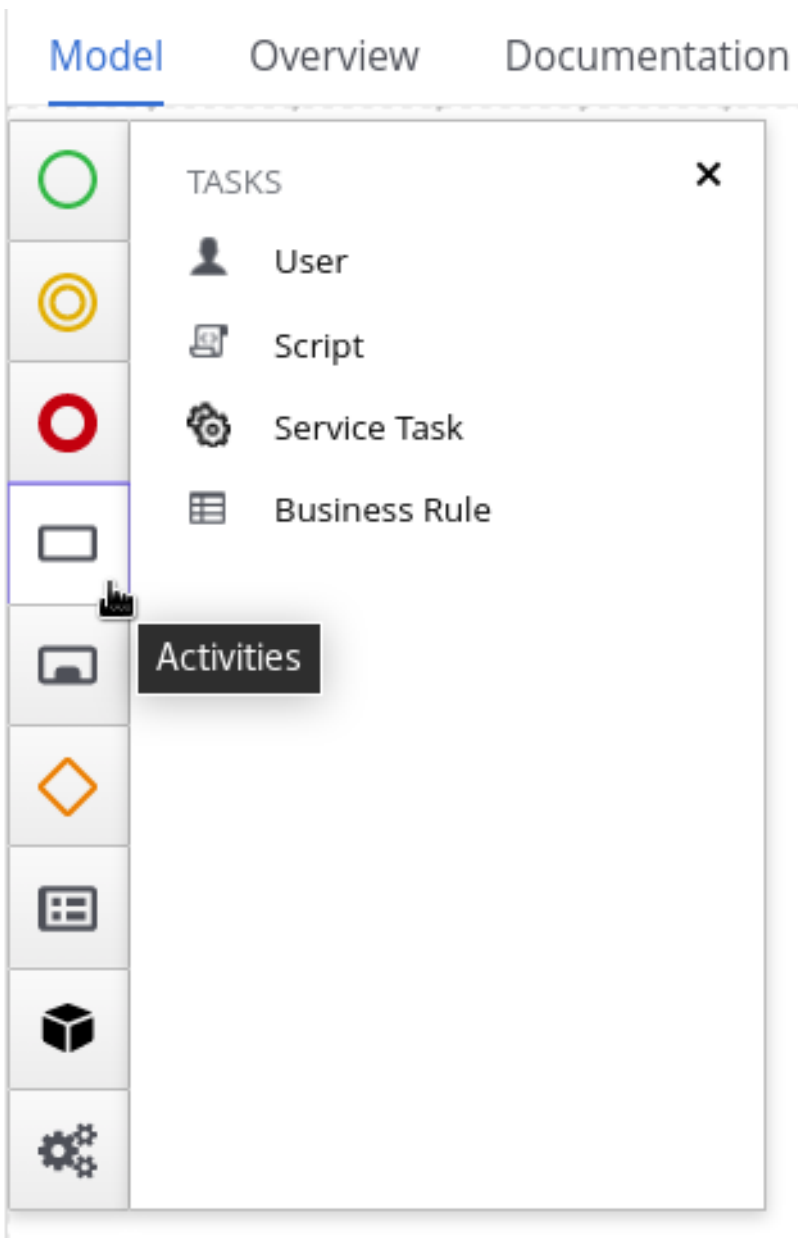 Model Overview Documentation
TASKS
User
Script
Service Task
Business Rule
Activities